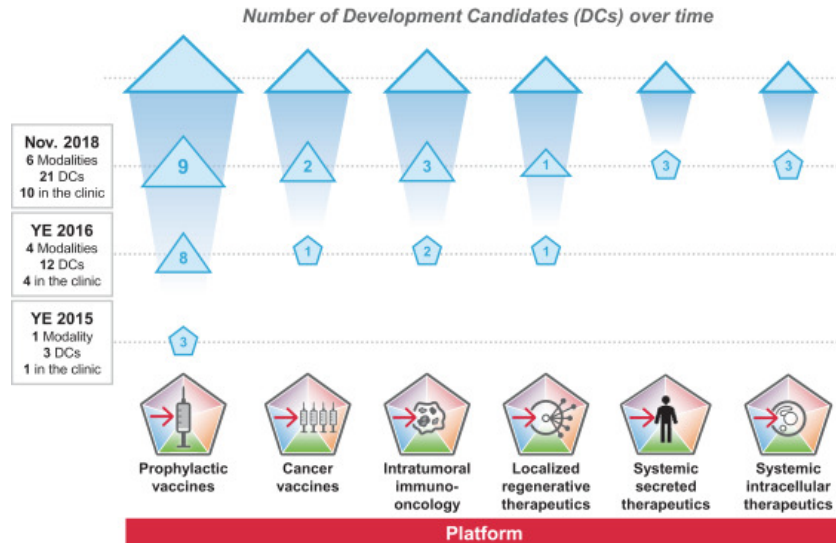 Number of Development Candidates (DCs) over time
Nov. 2018
6 Modalities
21 DCs
10 in the clinic
9
2
3
1
3
3
YE 2016
4 Modalities
12 DCs
4 in the clinic
8
1
2
1
YE 2015
1 Modality
3 DCs
1 in the clinic
3
Prophylactic
vaccines
Cancer
vaccines
Intratumoral
immuno-
oncology
Localized
regenerative
therapeutics
Systemic
secreted
therapeutics
Systemic
intracellular
therapeutics
Platform